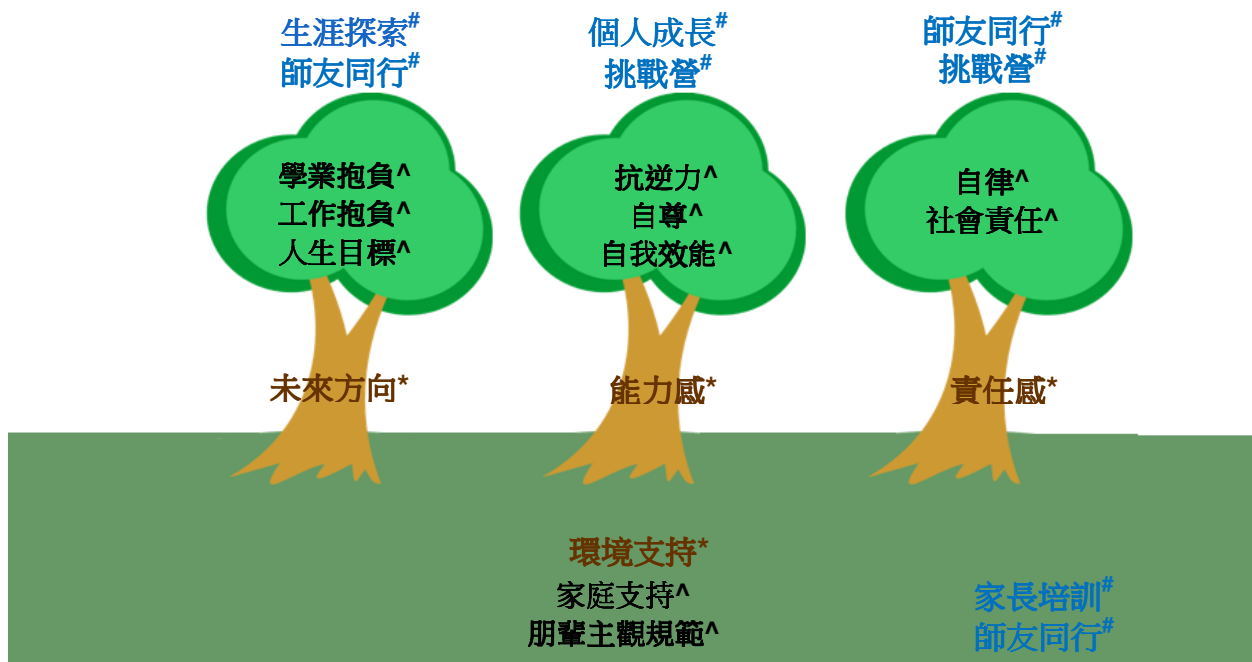 生涯探索#
師友同行#
個人成長#
挑戰營#
師友同行#
挑戰營#
學業抱負^
工作抱負^
人生目標^
抗逆力^
自尊^
自我效能^
自律^
社會責任^
未來方向*
能力感*
責任感*
環境支持*
家庭支持^
朋輩主觀規範^
家長培訓#
師友同行#